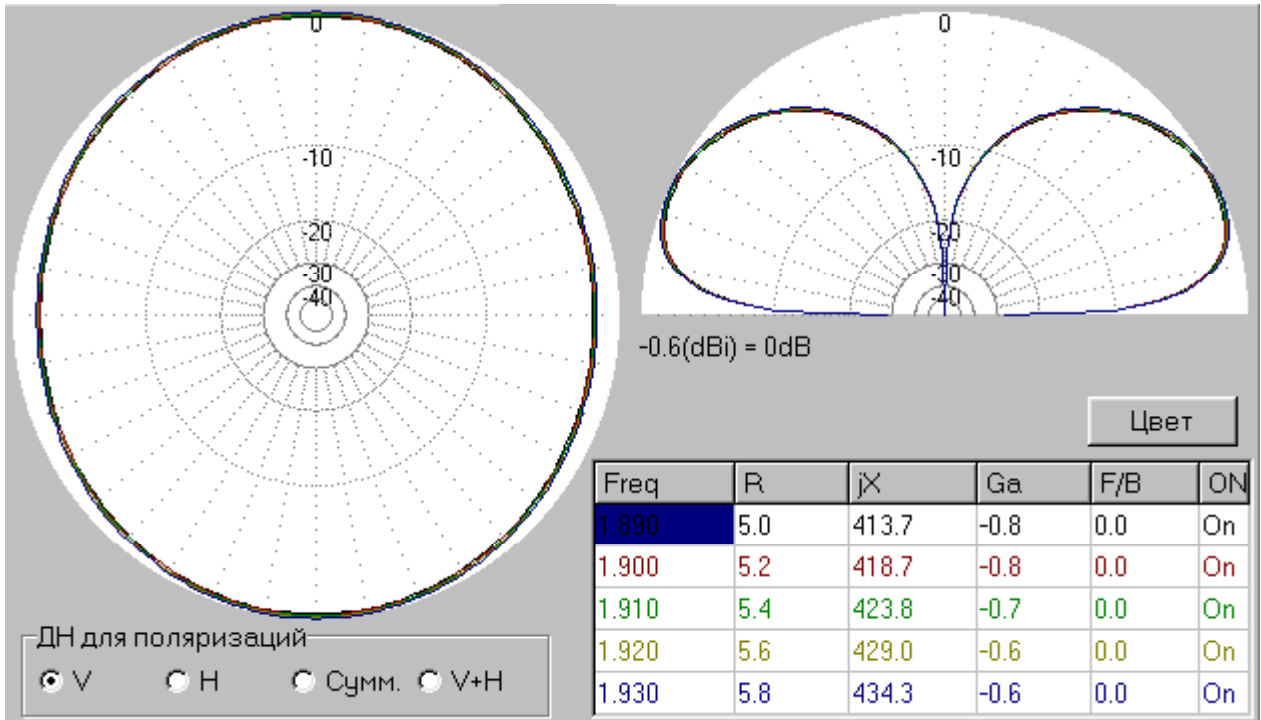 0
-10
-20
-30
-40
0
-10
-20
-30
-40
-0.6(dBi) = 0dB
Цвет
ДН для поляризаций
V H Сумм. V+H
Freq R jX Ga F/B ON
1.890 5.0 413.7 -0.8 0.0 On
1.900 5.2 418.7 -0.8 0.0 On
1.910 5.4 423.8 -0.7 0.0 On
1.920 5.6 429.0 -0.6 0.0 On
1.930 5.8 434.3 -0.6 0.0 On